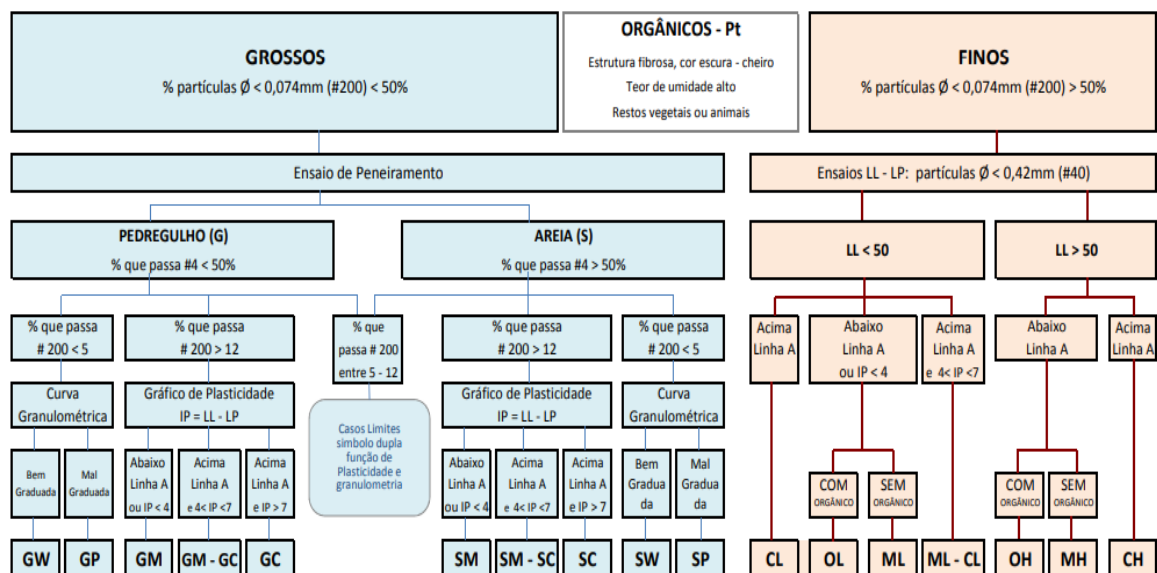 GROSSOS
% partículas Ø < 0,074mm (#200) < 50%
ORGÂNICOS - Pt
Estrutura fibrosa, cor escura - cheiro
Teor de umidade alto
Restos vegetais ou animais
FINOS
% partículas Ø < 0,074mm (#200) > 50%
Ensaio de Peneiramento
Ensaios LL - LP: partículas Ø < 0,42mm (#40)
PEDREGULHO (G)
% que passa #4 < 50%
AREIA (S)
% que passa #4 > 50%
LL < 50
LL > 50
% que passa
# 200 < 5
% que passa
# 200 > 12
% que
passa # 200
entre 5 - 12
% que passa
# 200 > 12
% que passa
# 200 < 5
Acima
Linha A
Abaixo
Linha A
ou IP < 4
Acima
Linha A
e 4< IP <7
Abaixo
Linha A
Acima
Linha A
Curva
Granulométrica
Gráfico de Plasticidade
IP = LL - LP
Casos Limites
simbolo dupla
função de
Plasticidade e
granulometria
Gráfico de Plasticidade
IP = LL - LP
Curva
Granulométrica
Bem
Graduada
Mal
Graduada
Abaixo
Linha A
ou IP < 4
Acima
Linha A
e 4< IP <7
Acima
Linha A
e IP > 7
Abaixo
Linha A
ou IP < 4
Acima
Linha A
e 4< IP <7
Acima
Linha A
e IP > 7
Bem
Gradua
da
Mal
Gradua
da
COM
ORGÂNICO
SEM
ORGÂNICO
COM
ORGÂNICO
SEM
ORGÂNICO
GW
GP
GM
GM - GC
GC
SM
SM - SC
SC
SW
SP
CL
OL
ML
ML - CL
OH
MH
CH